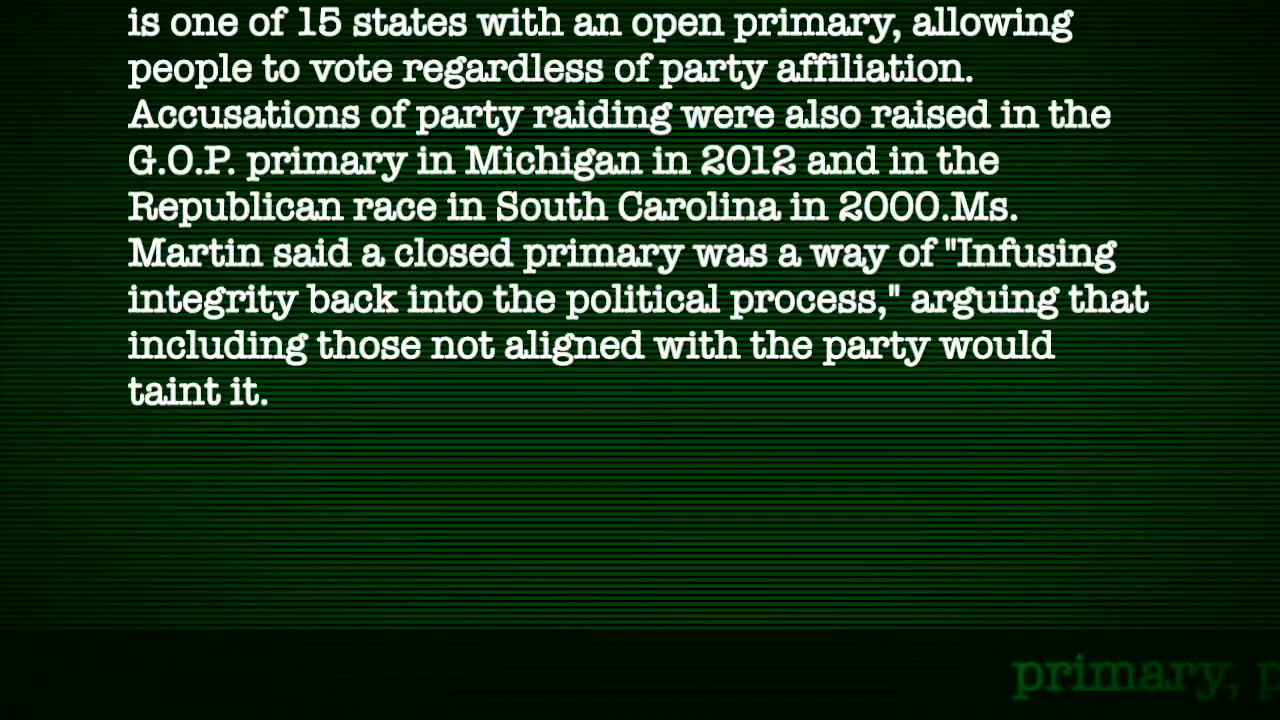 is one of 15 states with an open primary, allowing
people to vote regardless of party affiliation.
Accusations of party raiding were also raised in the
G.O.P. primary in Michigan in 2012 and in the
Republican race in South Carolina in 2000.Ms.
Martin said a closed primary was a way of "Infusing
integrity back into the political process," arguing that
including those not aligned with the party would
taint it.
primary, p